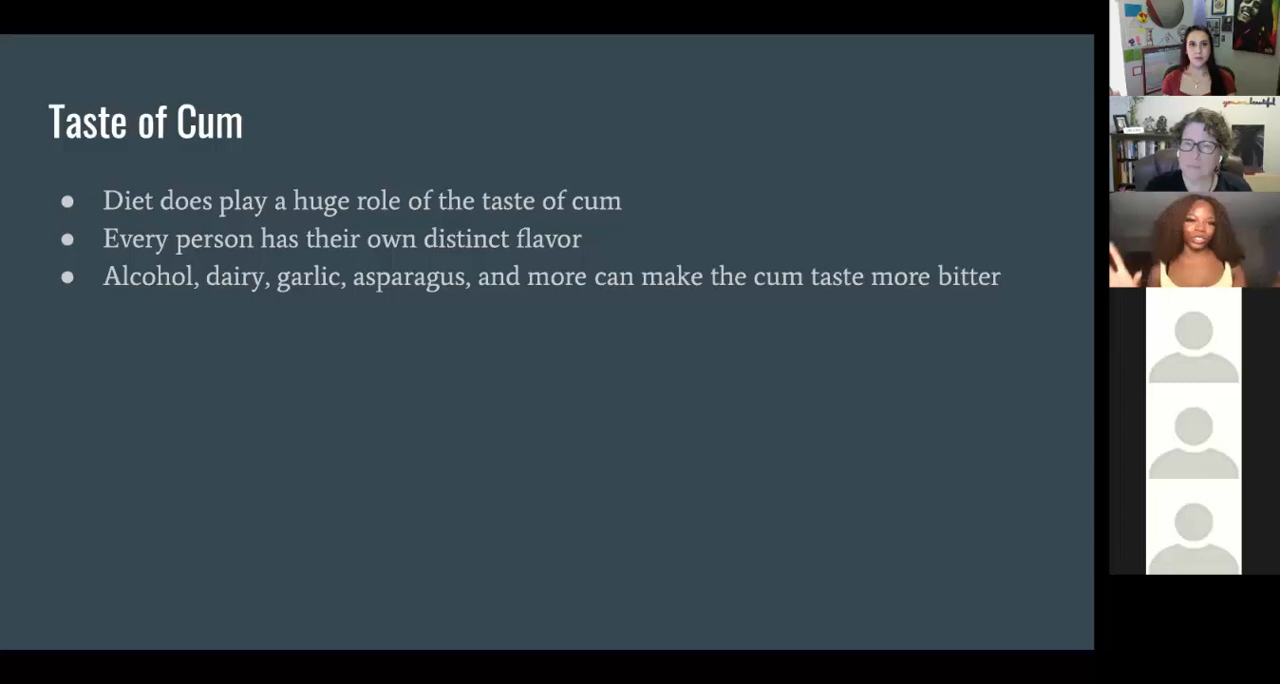 Taste of Cum
● Diet does play a huge role of the taste of cum
● Every person has their own distinct flavor
● Alcohol, dairy, garlic, asparagus, and more can make the cum taste more bitter